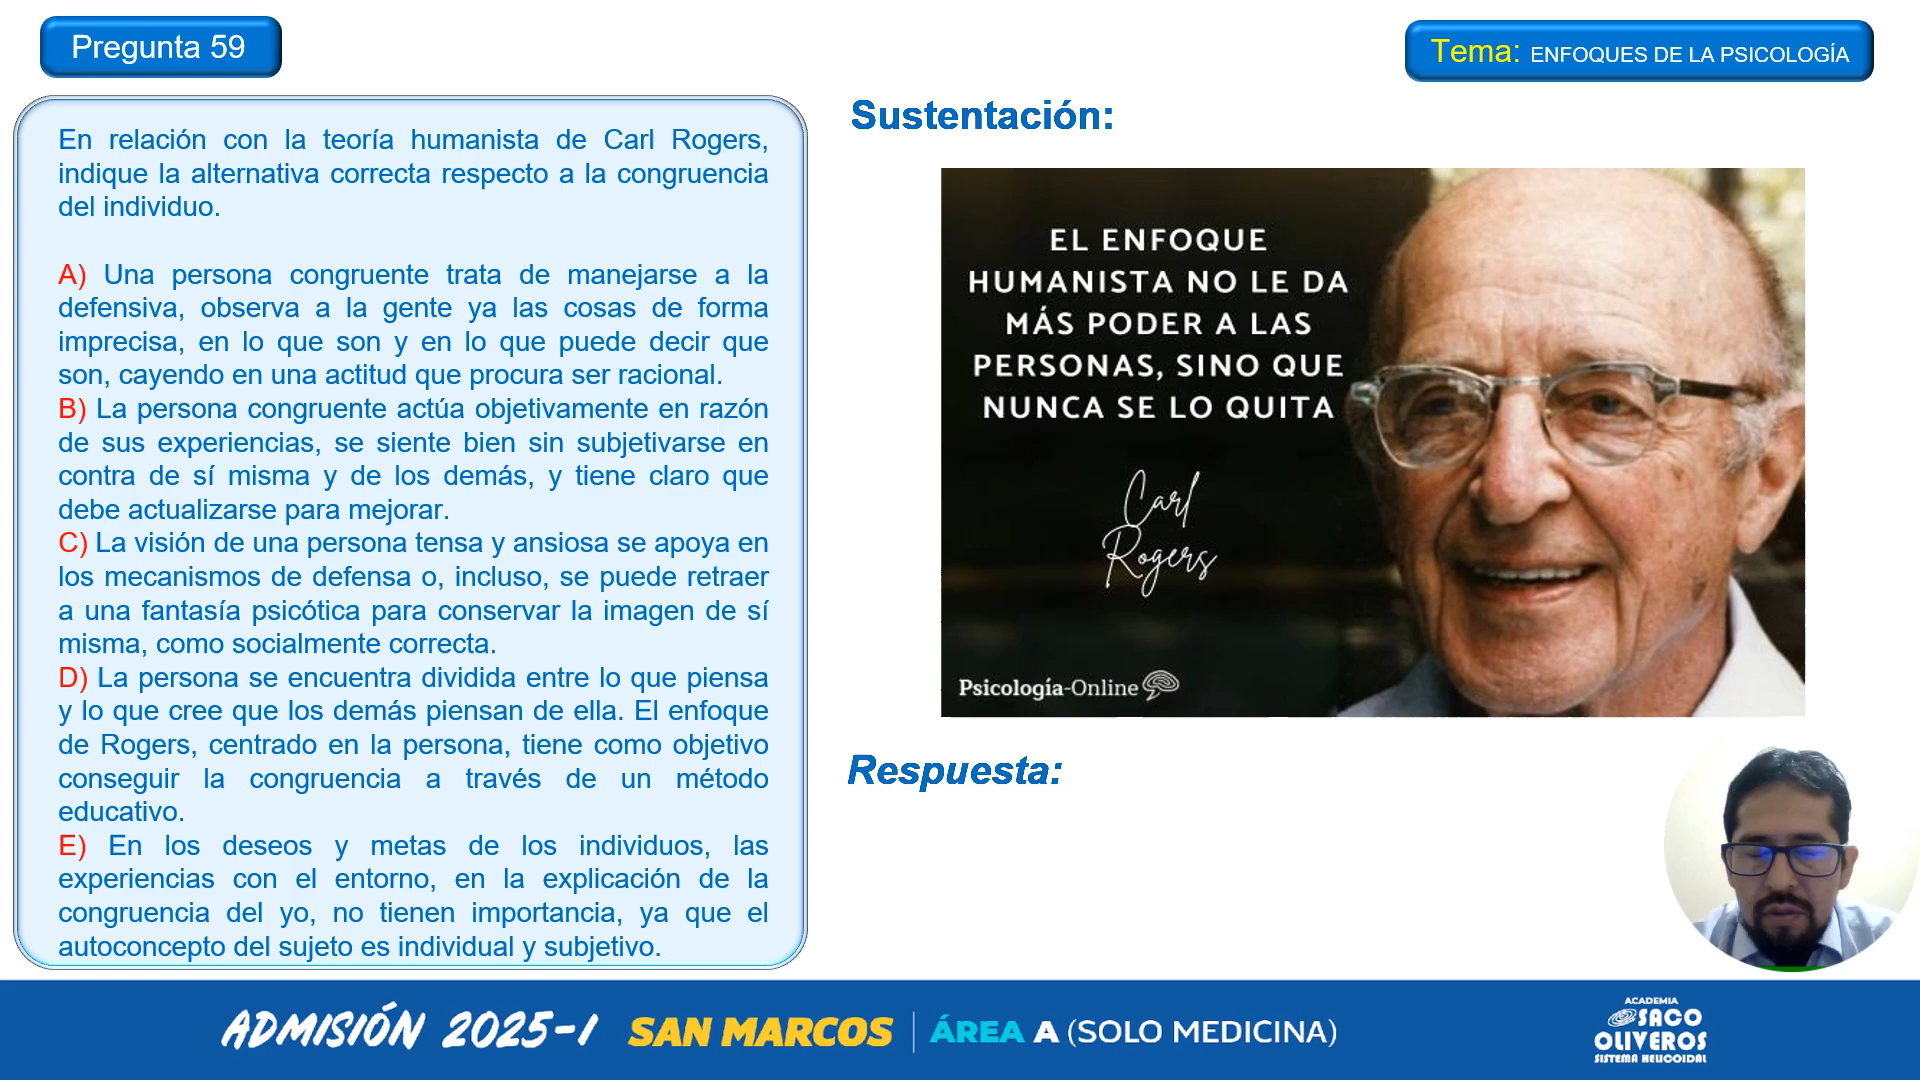 Pregunta 59
Tema: ENFOQUES DE LA PSICOLOGÍA
En relación con la teoría humanista de Carl Rogers,
indique la alternativa correcta respecto a la congruencia
del individuo.
A) Una persona congruente trata de manejarse a la
defensiva, observa a la gente ya las cosas de forma
imprecisa, en lo que son y en lo que puede decir que
son, cayendo en una actitud que procura ser racional.
B) La persona congruente actúa objetivamente en razón
de sus experiencias, se siente bien sin subjetivarse en
contra de sí misma y de los demás, y tiene claro que
debe actualizarse para mejorar.
C) La visión de una persona tensa y ansiosa se apoya en
los mecanismos de defensa o, incluso, se puede retraer
a una fantasía psicótica para conservar la imagen de sí
misma, como socialmente correcta.
D) La persona se encuentra dividida entre lo que piensa
y lo que cree que los demás piensan de ella. El enfoque
de Rogers, centrado en la persona, tiene como objetivo
conseguir la congruencia a través de un método
educativo.
E) En los deseos y metas de los individuos, las
experiencias con el entorno, en la explicación de la
congruencia del yo, no tienen importancia, ya que el
autoconcepto del sujeto es individual y subjetivo.
Sustentación:
EL ENFOQUE
HUMANISTA NO LE DA
MÁS PODER A LAS
PERSONAS, SINO QUE
NUNCA SE LO QUITA
Carl
Rogers
Psicología-Online
Respuesta:
ADMISIÓN 2025-I SAN MARCOS ÁREA A (SOLO MEDICINA)
ACADEMIA
SACO
OLIVEROS
SISTEMA HELICOIDAL